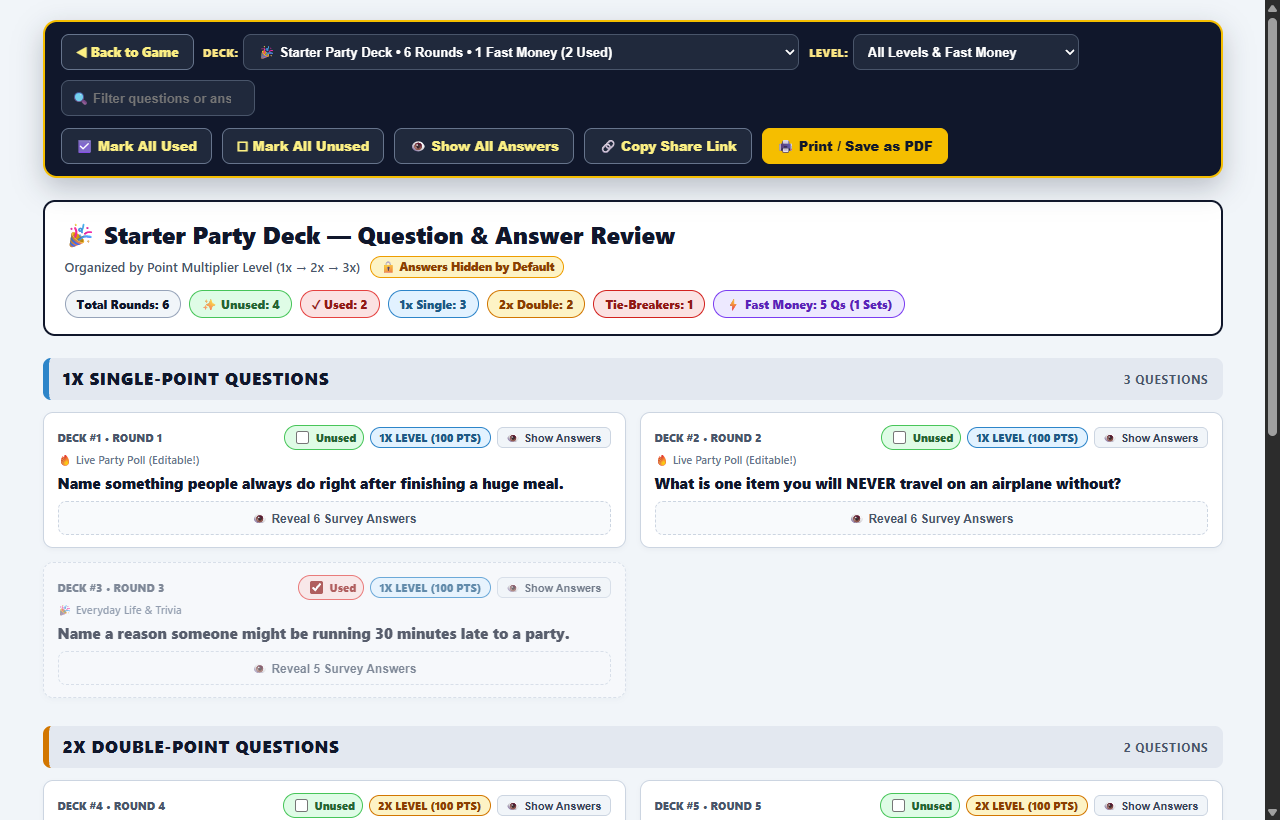 ◀ Back to Game DECK: 🎉 Starter Party Deck • 6 Rounds • 1 Fast Money (2 Used) LEVEL: All Levels & Fast Money
🔍 Filter questions or ans
☑ Mark All Used ☐ Mark All Unused 👁 Show All Answers 🔗 Copy Share Link 🖨 Print / Save as PDF
🎉 Starter Party Deck — Question & Answer Review
Organized by Point Multiplier Level (1x → 2x → 3x) 🔒 Answers Hidden by Default
Total Rounds: 6 ✨ Unused: 4 ✓ Used: 2 1x Single: 3 2x Double: 2 Tie-Breakers: 1 ⚡ Fast Money: 5 Qs (1 Sets)
1X SINGLE-POINT QUESTIONS 3 QUESTIONS
DECK #1 • ROUND 1 Unused 1X LEVEL (100 PTS) 👁 Show Answers
🔥 Live Party Poll (Editable!)
Name something people always do right after finishing a huge meal.
👁 Reveal 6 Survey Answers
DECK #2 • ROUND 2 Unused 1X LEVEL (100 PTS) 👁 Show Answers
🔥 Live Party Poll (Editable!)
What is one item you will NEVER travel on an airplane without?
👁 Reveal 6 Survey Answers
DECK #3 • ROUND 3 Used 1X LEVEL (100 PTS) 👁 Show Answers
🎉 Everyday Life & Trivia
Name a reason someone might be running 30 minutes late to a party.
👁 Reveal 5 Survey Answers
2X DOUBLE-POINT QUESTIONS 2 QUESTIONS
DECK #4 • ROUND 4 Unused 2X LEVEL (100 PTS) 👁 Show Answers
DECK #5 • ROUND 5 Unused 2X LEVEL (100 PTS) 👁 Show Answers